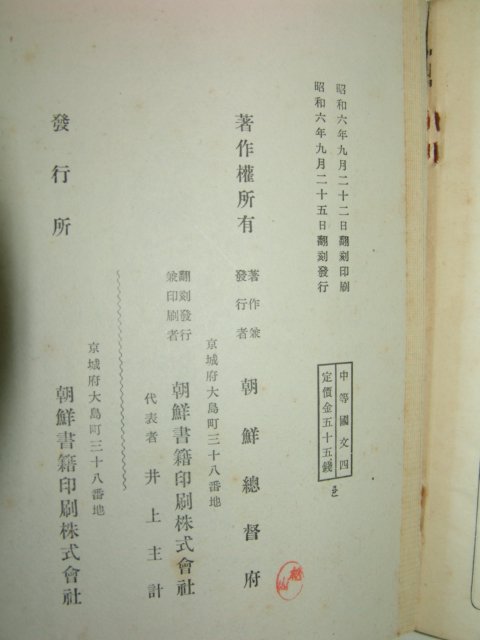 昭和六年九月二十二日翻刻印刷
昭和六年九月二十五日翻刻發行
中等國文四
定價金五十五錢
著作權所有
著作兼
發行者
朝鮮總督府
京城府大島町三十八番地
翻刻發行
兼印刷者
朝鮮書籍印刷株式會社
代表者 井上主計
京城府大島町三十八番地
發行所
朝鮮書籍印刷株式會社